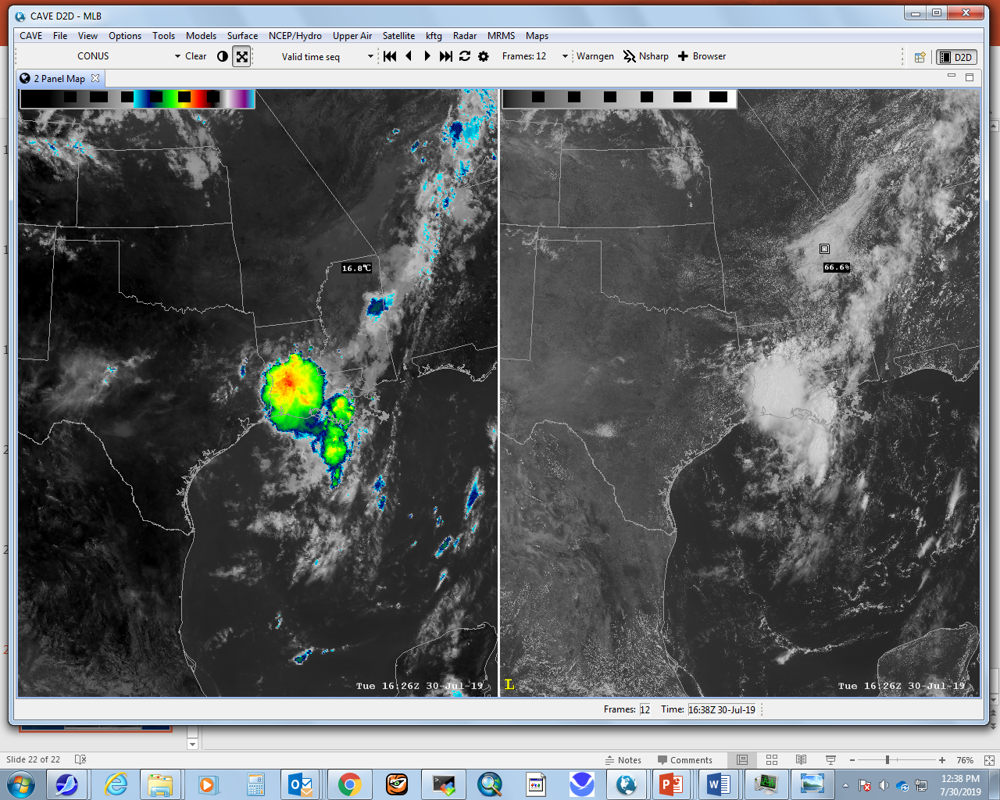 CAVE D2D - MLB
CAVE File View Options Tools Models Surface NCEP/Hydro Upper Air Satellite kftg Radar MRMS Maps
CONUS Clear Valid time seq Frames: 12 Warngen Nsharp Browser D2D
2 Panel Map
16.8℃
66.6%
Tue 16:26Z 30-Jul-19
L
Tue 16:26Z 30-Jul-19
Frames: 12 Time: 16:38Z 30-Jul-19
Slide 22 of 22 Notes Comments 76%
12:38 PM
7/30/2019